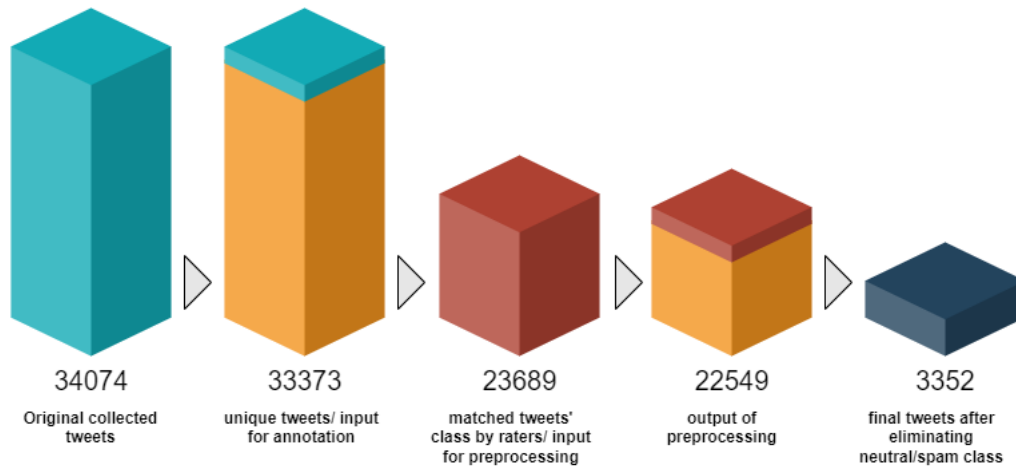 34074
Original collected
tweets
33373
unique tweets/ input
for annotation
23689
matched tweets'
class by raters/ input
for preprocessing
22549
output of
preprocessing
3352
final tweets after
eliminating
neutral/spam class